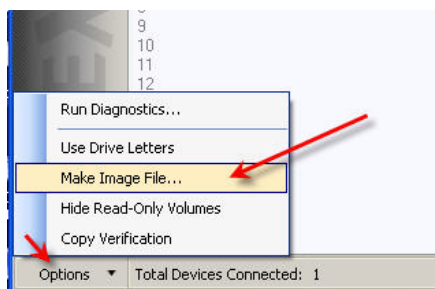 9
10
11
12
Run Diagnostics...
Use Drive Letters
Make Image File...
Hide Read-Only Volumes
Copy Verification
Options Total Devices Connected: 1